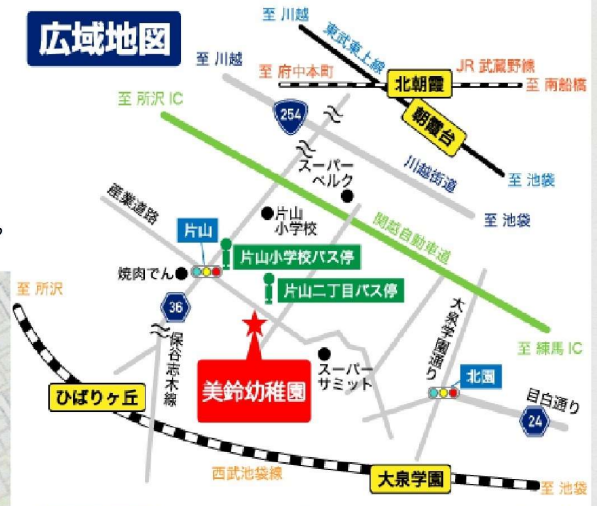 広域地図
至 川越
東武東上線
至 川越
至 府中本町
JR 武蔵野線
北朝霞
至 南船橋
至 所沢 IC
254
朝霞台
スーパー
ベルク
川越街道
至 池袋
産業道路
片山
小学校
至 池袋
片山
関越自動車道
片山小学校バス停
焼肉でん
片山二丁目バス停
至 所沢
36
大泉学園通り
保谷志木線
至 練馬 IC
スーパー
サミット
北園
美鈴幼稚園
目白通り
ひばりヶ丘
24
西武池袋線
大泉学園
至 池袋